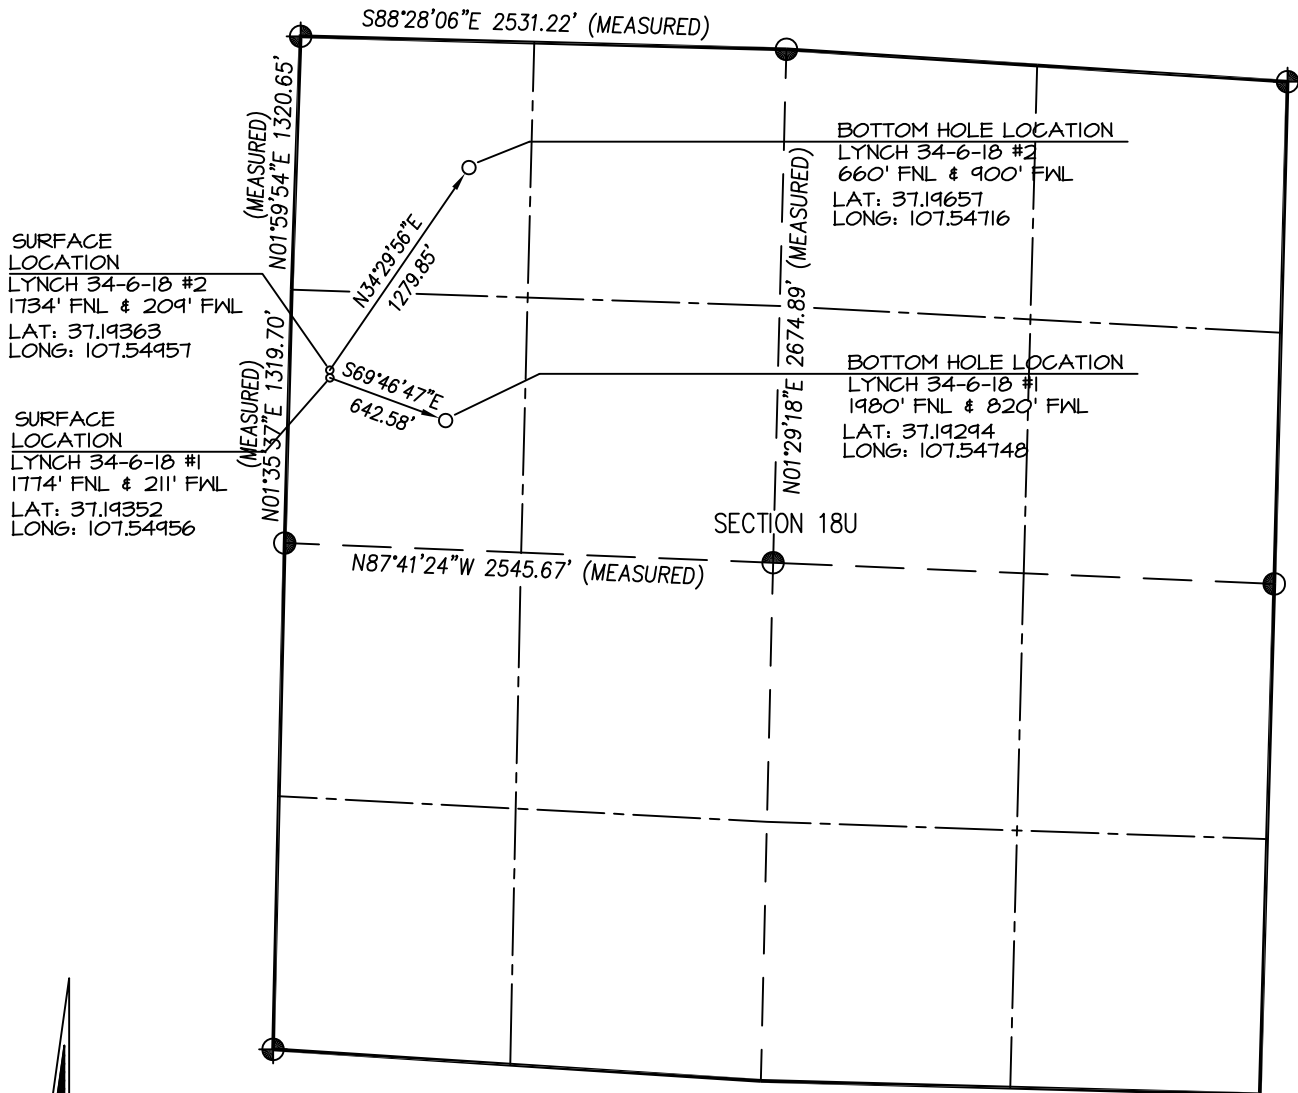 S88°28'06"E 2531.22' (MEASURED)
N01°59'54"E 1320.65'
(MEASURED)
BOTTOM HOLE LOCATION
LYNCH 34-6-18 #2
660' FNL & 900' FWL
LAT: 37.19657
LONG: 107.54716
N01°29'18"E 2674.89' (MEASURED)
N34°29'56"E
1279.85'
SURFACE
LOCATION
LYNCH 34-6-18 #2
1734' FNL & 209' FWL
LAT: 37.19363
LONG: 107.54957
N01°35'37"E 1319.70'
(MEASURED)
S69°46'47"E
642.58'
BOTTOM HOLE LOCATION
LYNCH 34-6-18 #1
1980' FNL & 820' FWL
LAT: 37.19294
LONG: 107.54748
SURFACE
LOCATION
LYNCH 34-6-18 #1
1774' FNL & 211' FWL
LAT: 37.19352
LONG: 107.54956
SECTION 18U
N87°41'24"W 2545.67' (MEASURED)